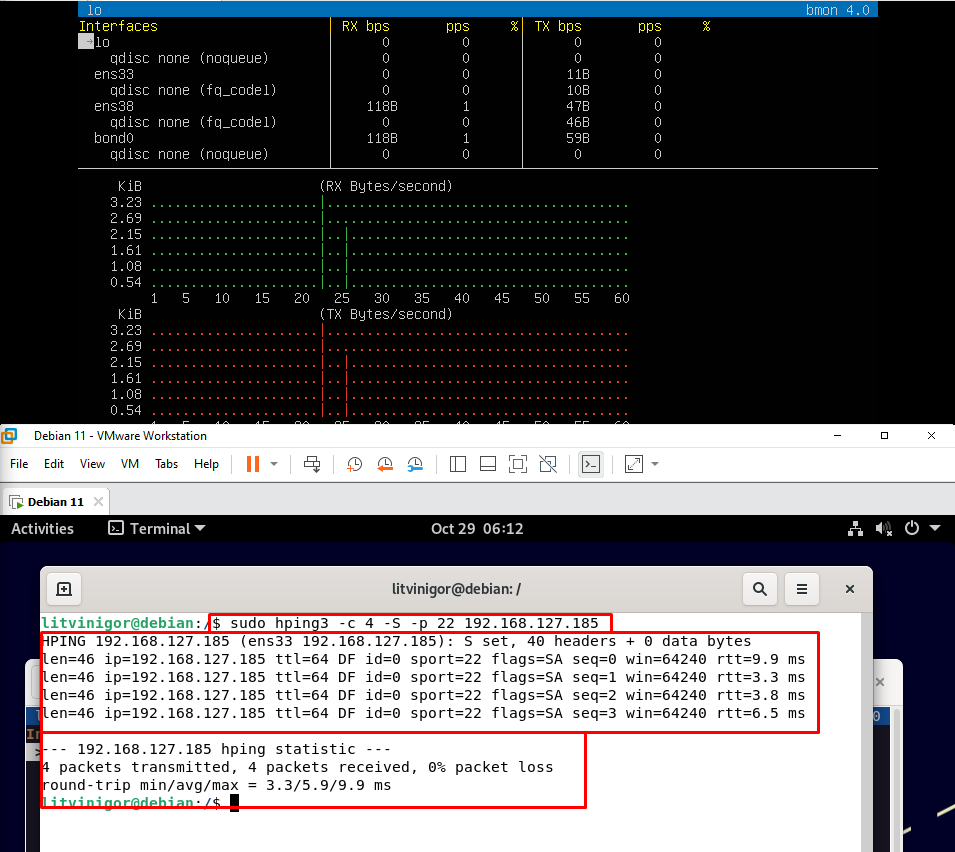 lo bmon 4.0
Interfaces RX bps pps % TX bps pps %
lo 0 0 0 0
qdisc none (noqueue) 0 0 0 0
ens33 0 0 11B 0
qdisc none (fq_codel) 0 0 10B 0
ens38 118B 1 47B 0
qdisc none (fq_codel) 0 0 46B 0
bond0 118B 1 59B 0
qdisc none (noqueue) 0 0 0 0
KiB (RX Bytes/second)
3.23
2.69
2.15
1.61
1.08
0.54
1 5 10 15 20 25 30 35 40 45 50 55 60
KiB (TX Bytes/second)
3.23
2.69
2.15
1.61
1.08
0.54
1 5 10 15 20 25 30 35 40 45 50 55 60
Debian 11 - VMware Workstation
File Edit View VM Tabs Help
Debian 11
Activities Terminal Oct 29 06:12
litvinigor@debian: /
litvinigor@debian:/$ sudo hping3 -c 4 -S -p 22 192.168.127.185
HPING 192.168.127.185 (ens33 192.168.127.185): S set, 40 headers + 0 data bytes
len=46 ip=192.168.127.185 ttl=64 DF id=0 sport=22 flags=SA seq=0 win=64240 rtt=9.9 ms
len=46 ip=192.168.127.185 ttl=64 DF id=0 sport=22 flags=SA seq=1 win=64240 rtt=3.3 ms
len=46 ip=192.168.127.185 ttl=64 DF id=0 sport=22 flags=SA seq=2 win=64240 rtt=3.8 ms
len=46 ip=192.168.127.185 ttl=64 DF id=0 sport=22 flags=SA seq=3 win=64240 rtt=6.5 ms
--- 192.168.127.185 hping statistic ---
4 packets transmitted, 4 packets received, 0% packet loss
round-trip min/avg/max = 3.3/5.9/9.9 ms
litvinigor@debian:/$